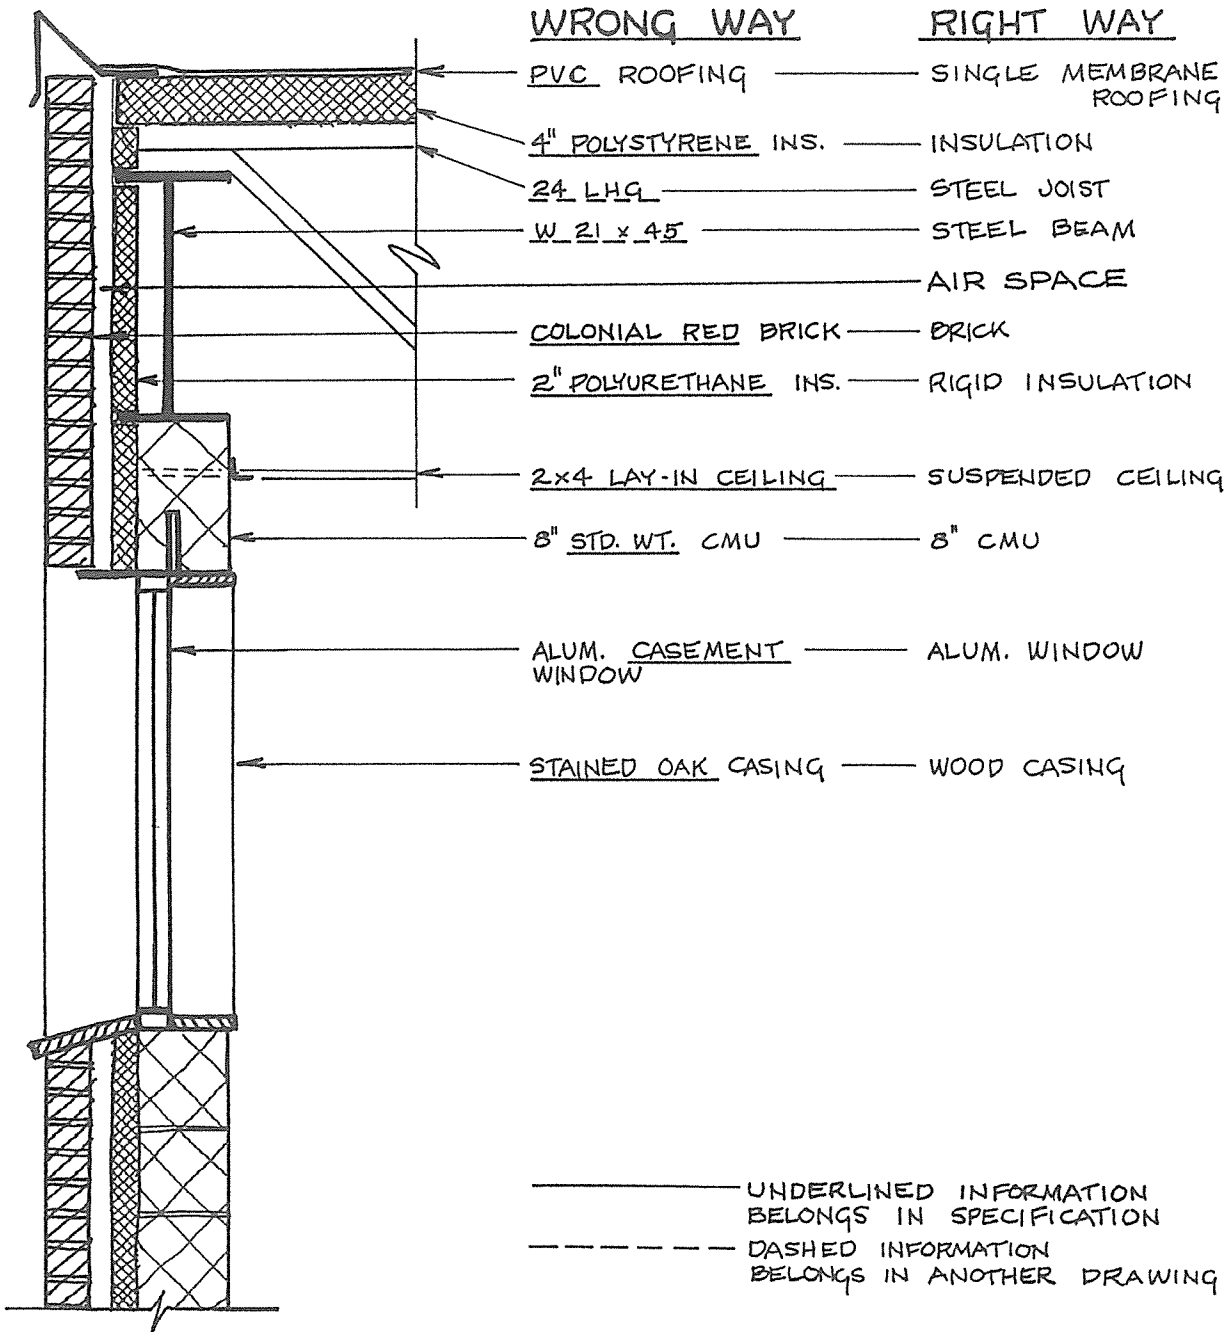 WRONG WAY RIGHT WAY
PVC ROOFING SINGLE MEMBRANE
ROOFING
4" POLYSTYRENE INS. INSULATION
24 LHG STEEL JOIST
W 21 x 45 STEEL BEAM
AIR SPACE
COLONIAL RED BRICK BRICK
2" POLYURETHANE INS. RIGID INSULATION
2x4 LAY-IN CEILING SUSPENDED CEILING
8" STD. WT. CMU 8" CMU
ALUM. CASEMENT ALUM. WINDOW
WINDOW
STAINED OAK CASING WOOD CASING
UNDERLINED INFORMATION
BELONGS IN SPECIFICATION
DASHED INFORMATION
BELONGS IN ANOTHER DRAWING